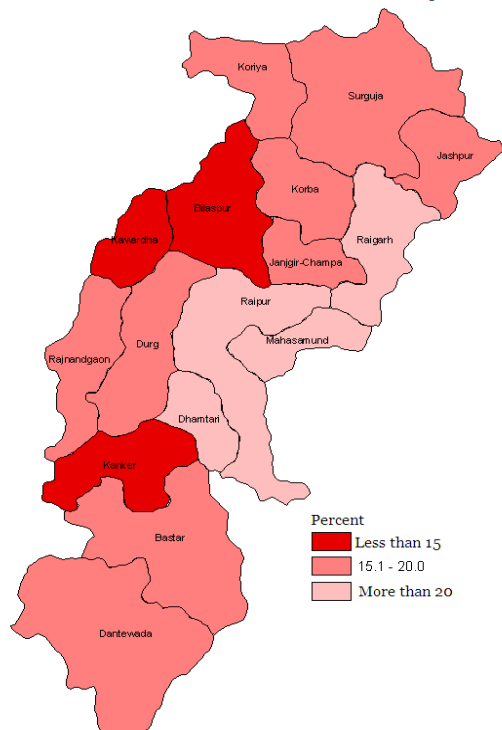 Koriya
Surguja
Jashpur
Korba
Bilaspur
Kawardha
Raigarh
Janjgir-Champa
Raipur
Mahasamund
Durg
Rajnandgaon
Dhamtari
Kanker
Bastar
Dantewada
Percent
Less than 15
15.1 - 20.0
More than 20